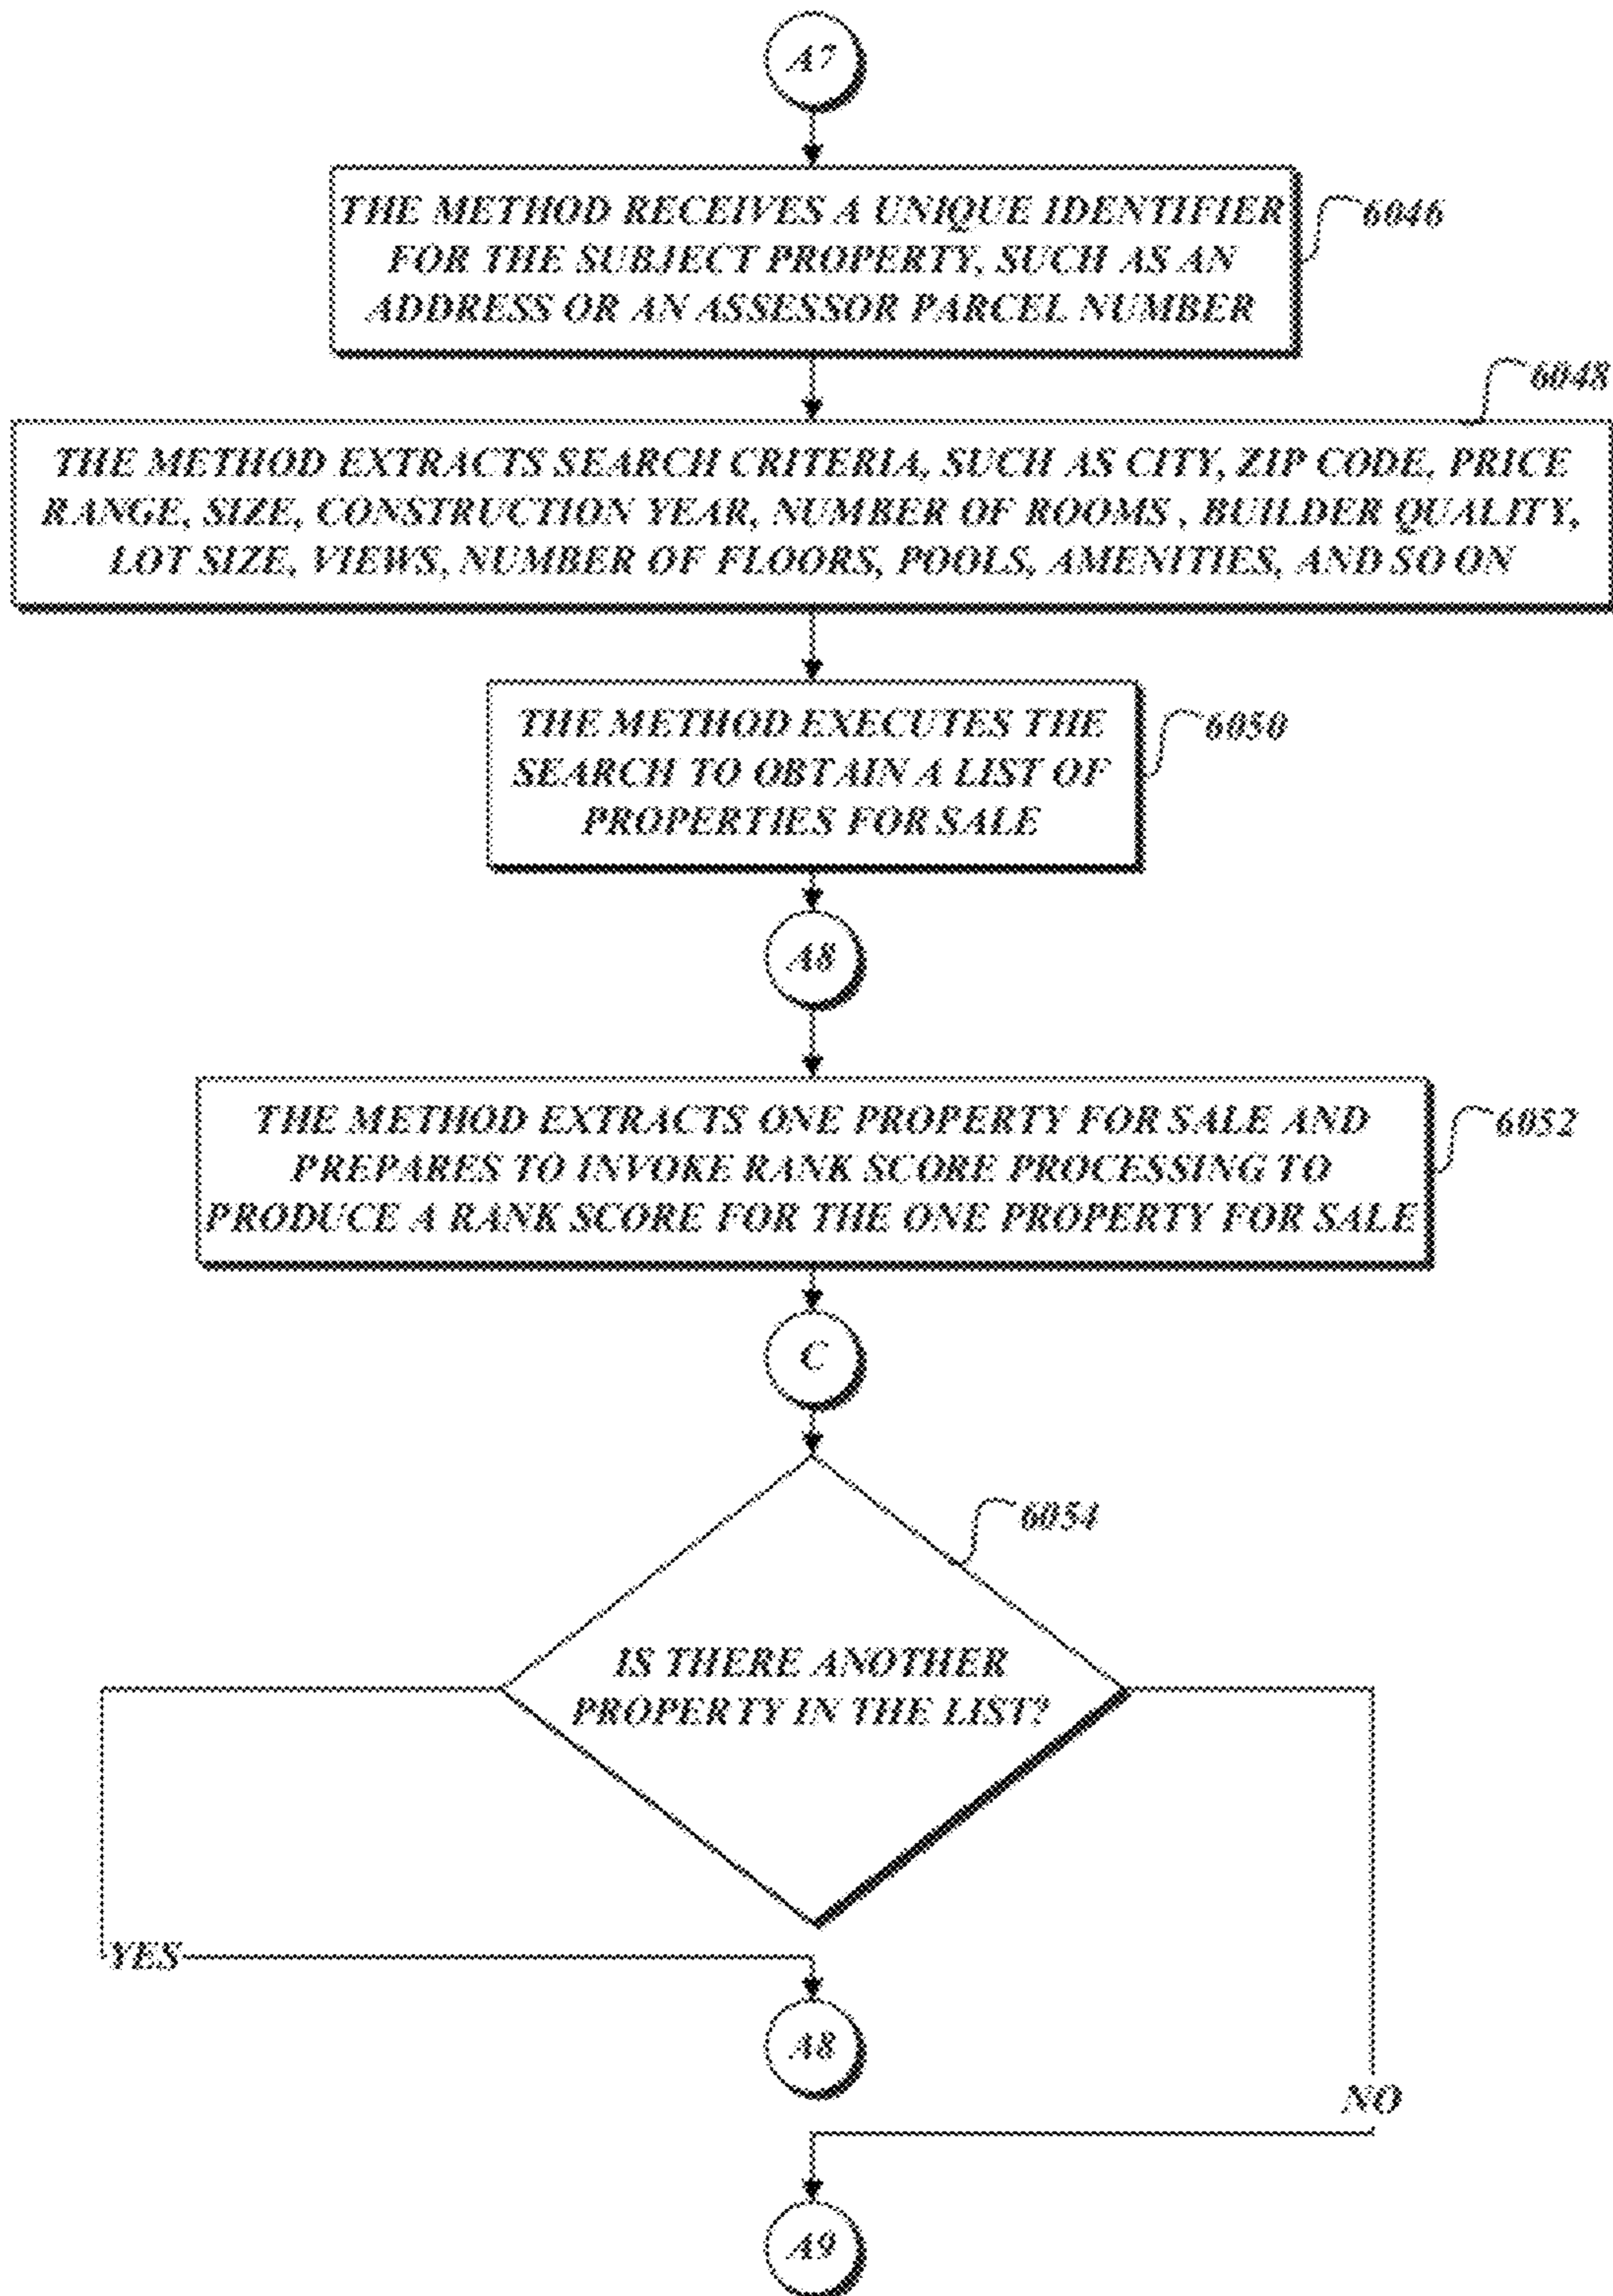 A7
THE METHOD RECEIVES A UNIQUE IDENTIFIER
FOR THE SUBJECT PROPERTY, SUCH AS AN
ADDRESS OR AN ASSESSOR PARCEL NUMBER
6046
6048
THE METHOD EXTRACTS SEARCH CRITERIA, SUCH AS CITY, ZIP CODE, PRICE
RANGE, SIZE, CONSTRUCTION YEAR, NUMBER OF ROOMS , BUILDER QUALITY,
LOT SIZE, VIEWS, NUMBER OF FLOORS, POOLS, AMENITIES, AND SO ON
THE METHOD EXECUTES THE
SEARCH TO OBTAIN A LIST OF
PROPERTIES FOR SALE
6050
A8
THE METHOD EXTRACTS ONE PROPERTY FOR SALE AND
PREPARES TO INVOKE RANK SCORE PROCESSING TO
PRODUCE A RANK SCORE FOR THE ONE PROPERTY FOR SALE
6052
C
6054
IS THERE ANOTHER
PROPERTY IN THE LIST?
YES
A8
NO
A9